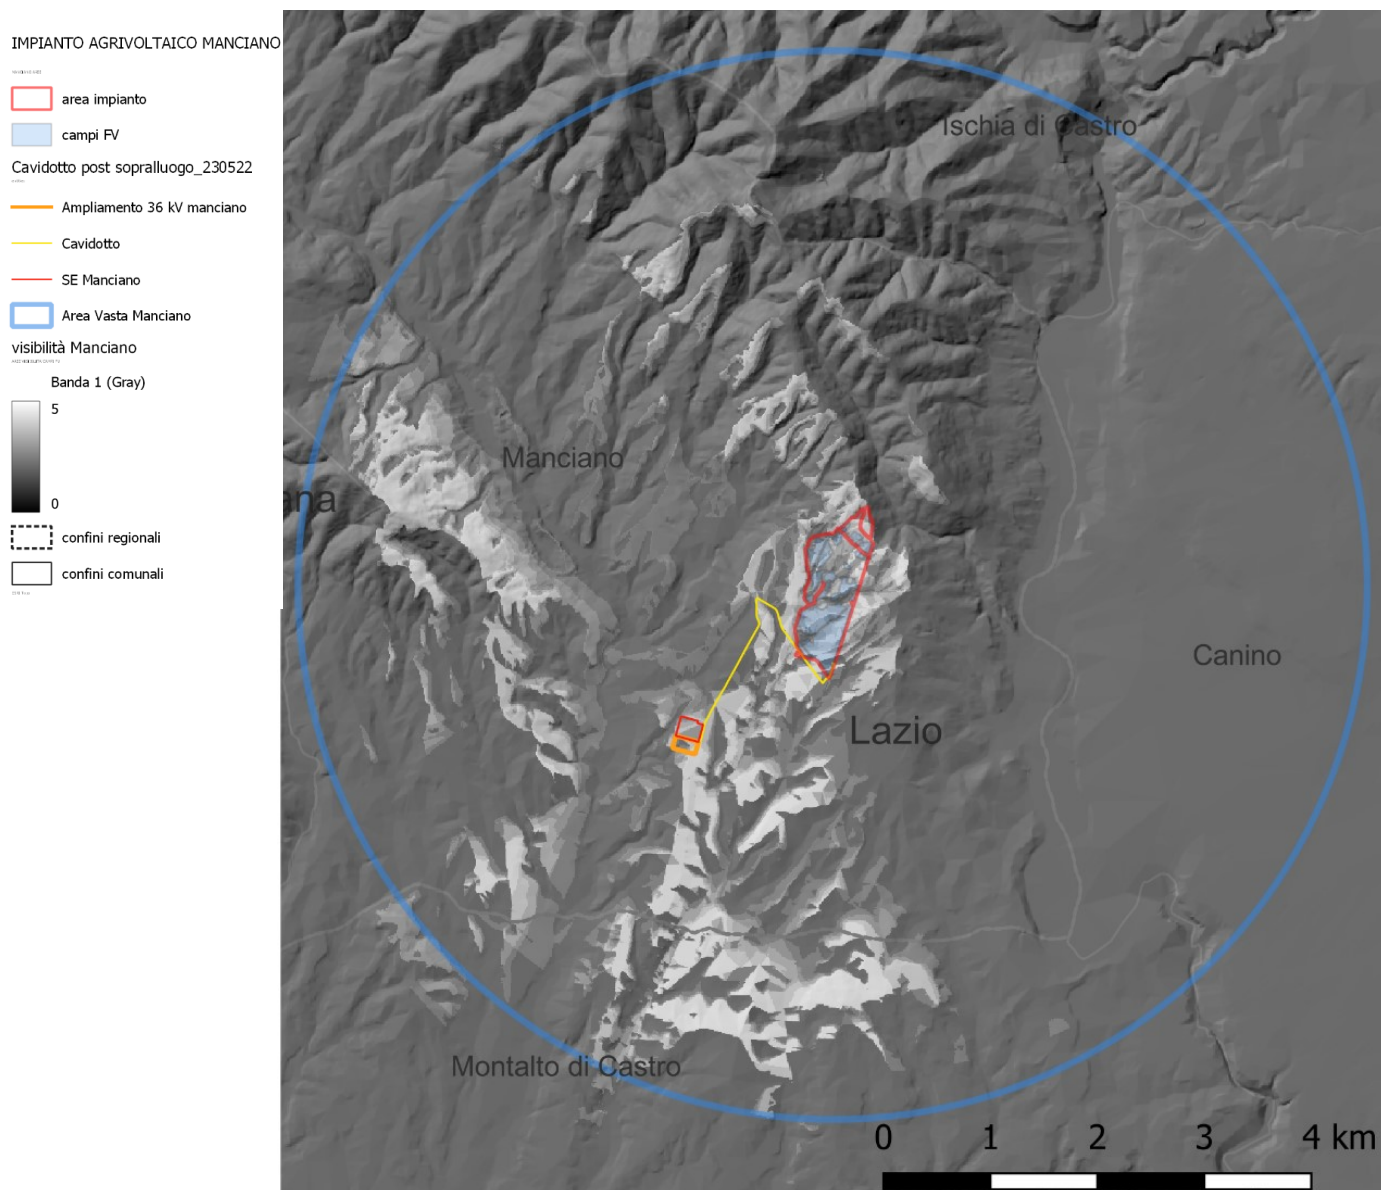 IMPIANTO AGRIVOLTAICO MANCIANO
area impianto
campi FV
Cavidotto post sopralluogo_230522
Ampliamento 36 kV manciano
Cavidotto
SE Manciano
Area Vasta Manciano
visibilità Manciano
Banda 1 (Gray)
5
0
confini regionali
confini comunali
Ischia di Castro
Manciano
ana
Canino
Lazio
Montalto di Castro
0 1 2 3 4 km